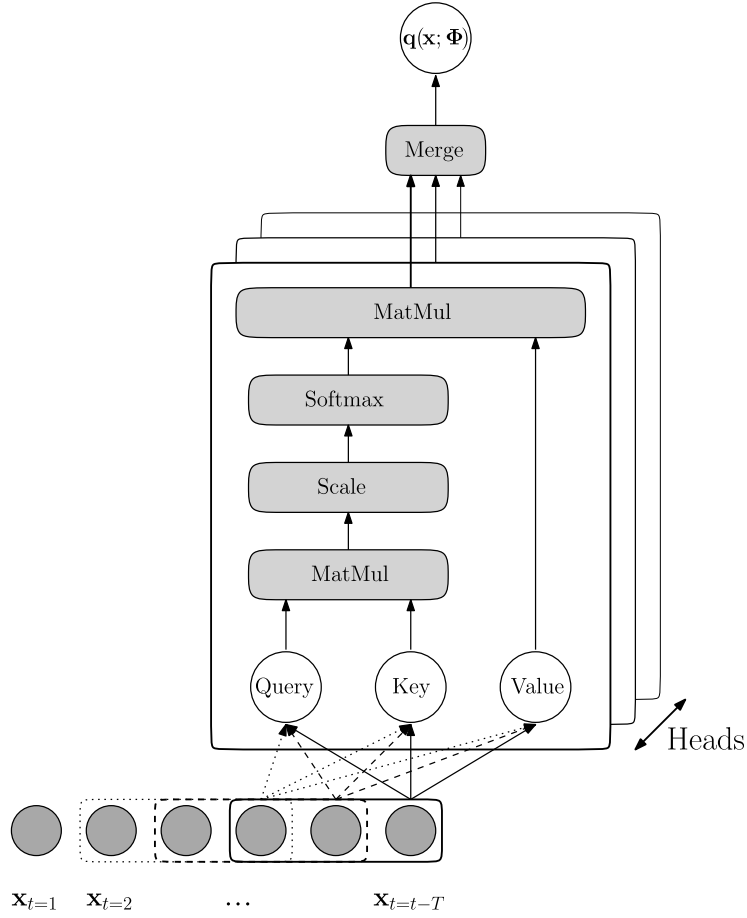 q(x; Φ)
Merge
MatMul
Softmax
Scale
MatMul
Query Key Value
Heads
x_{t=1} x_{t=2} ... x_{t=t−T}